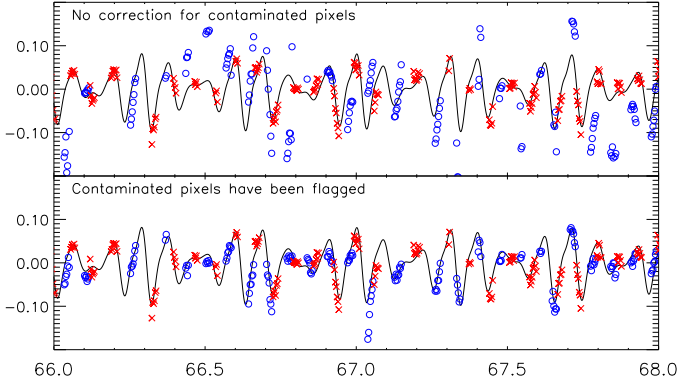 No correction for contaminated pixels
0.10
0.00
−0.10
Contaminated pixels have been flagged
0.10
0.00
−0.10
66.0 66.5 67.0 67.5 68.0